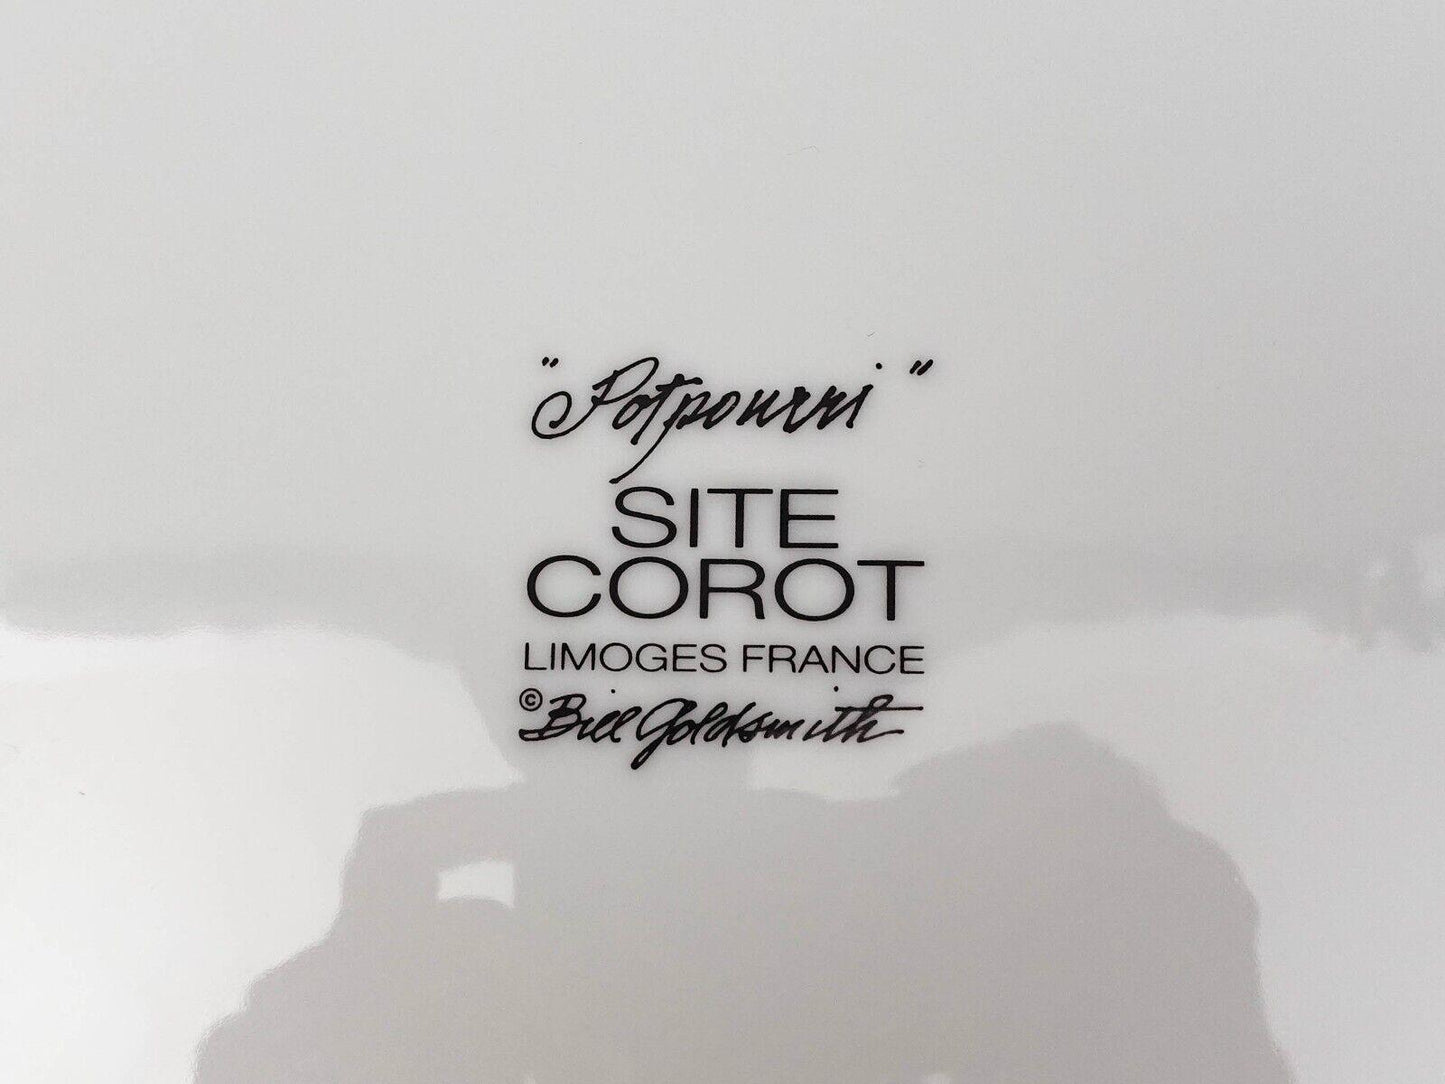 "Potpourri"
SITE
COROT
LIMOGES FRANCE
© Bill Goldsmith